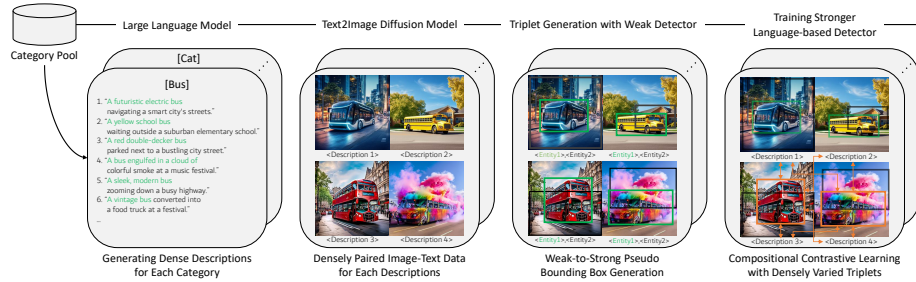 Large Language Model
Text2Image Diffusion Model
Triplet Generation with Weak Detector
Training Stronger
Language-based Detector
Category Pool
[Cat]
[Bus]
1. "A futuristic electric bus
navigating a smart city's streets."
2. "A yellow school bus
waiting outside a suburban elementary school."
3. "A red double-decker bus
parked next to a bustling city street."
4. "A bus engulfed in a cloud of
colorful smoke at a music festival."
5. "A sleek, modern bus
zooming down a busy highway."
6. "A vintage bus converted into
a food truck at a festival."
...
<Description 1> <Description 2>
<Description 3> <Description 4>
<Entity1>,<Entity2> <Entity1>,<Entity2>
<Entity1>,<Entity2> <Entity1>,<Entity2>
<Description 1> <Description 2>
<Description 3> <Description 4>
Generating Dense Descriptions
for Each Category
Densely Paired Image-Text Data
for Each Descriptions
Weak-to-Strong Pseudo
Bounding Box Generation
Compositional Contrastive Learning
with Densely Varied Triplets